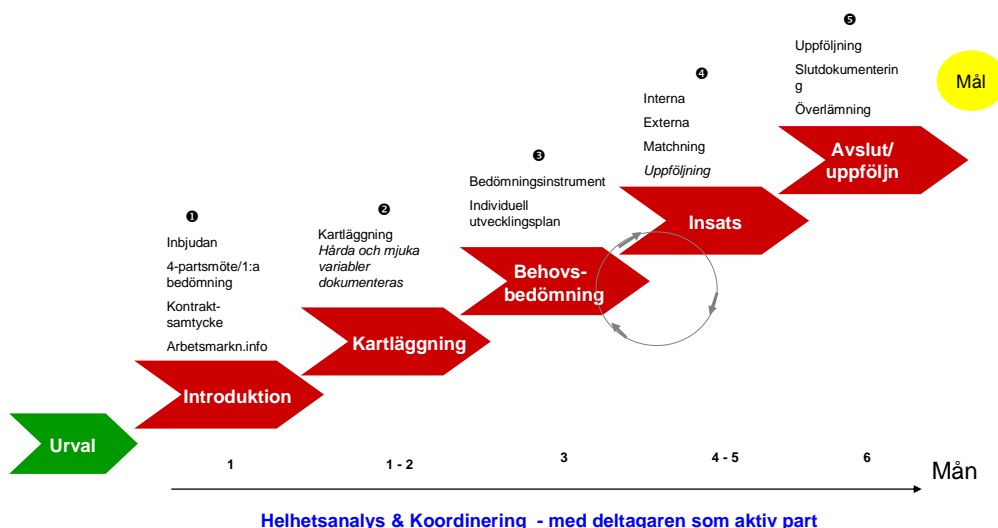 ❺
Uppföljning
Slutdokumenterin
g
Överlämning
Mål
Avslut/
uppföljn
❹
Interna
Externa
Matchning
Uppföljning
Insats
❸
Bedömningsinstrument
Individuell
utvecklingsplan
Behovs-
bedömning
❷
Kartläggning
Hårda och mjuka
variabler
dokumenteras
Kartläggning
❶
Inbjudan
4-partsmöte/1:a
bedömning
Kontrakt-
samtycke
Arbetsmarkn.info
Introduktion
Urval
1
1 - 2
3
4 - 5
6
Mån
Helhetsanalys & Koordinering - med deltagaren som aktiv part